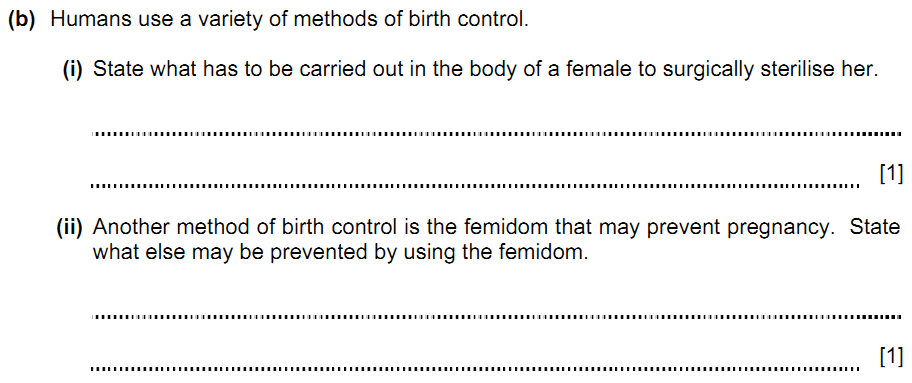 (b) Humans use a variety of methods of birth control.
(i) State what has to be carried out in the body of a female to surgically sterilise her.
[1]
(ii) Another method of birth control is the femidom that may prevent pregnancy. State
what else may be prevented by using the femidom.
[1]